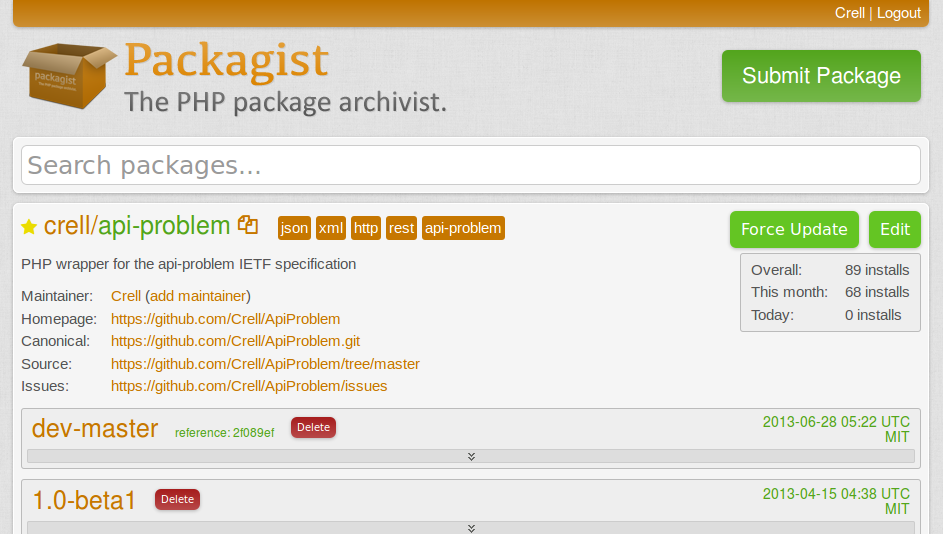 Crell | Logout
packagist
The PHP package archivist.
Packagist
The PHP package archivist.
Submit Package
Search packages...
crell/api-problem json xml http rest api-problem
Force Update Edit
PHP wrapper for the api-problem IETF specification
Overall: 89 installs
This month: 68 installs
Today: 0 installs
Maintainer: Crell (add maintainer)
Homepage: https://github.com/Crell/ApiProblem
Canonical: https://github.com/Crell/ApiProblem.git
Source: https://github.com/Crell/ApiProblem/tree/master
Issues: https://github.com/Crell/ApiProblem/issues
dev-master reference: 2f089ef Delete
2013-06-28 05:22 UTC
MIT
1.0-beta1 Delete
2013-04-15 04:38 UTC
MIT